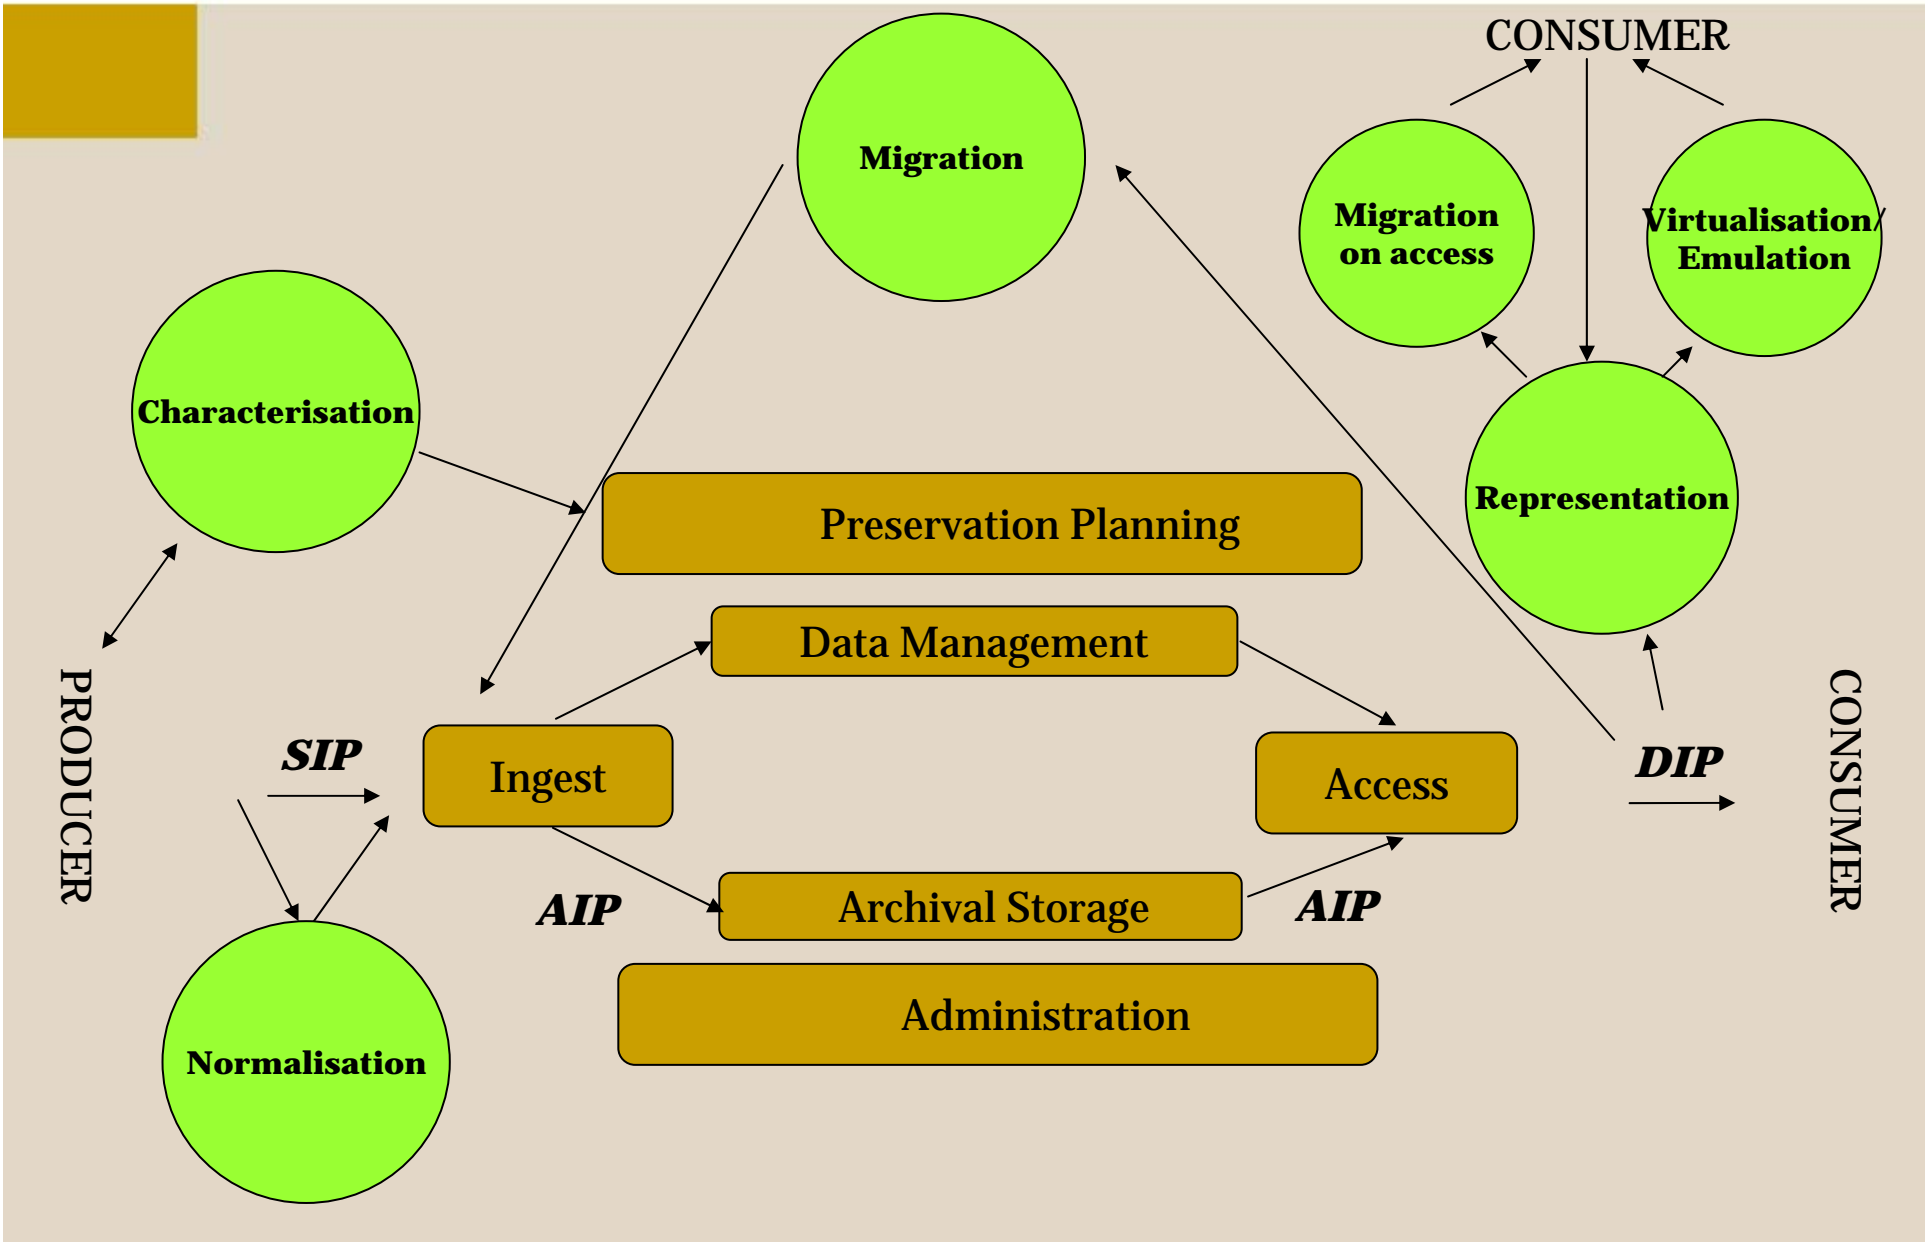 CONSUMER
Migration
Migration
on access
Virtualisation/
Emulation
Characterisation
Representation
Preservation Planning
Data Management
PRODUCER
SIP
Ingest
Access
DIP
CONSUMER
AIP
Archival Storage
AIP
Administration
Normalisation